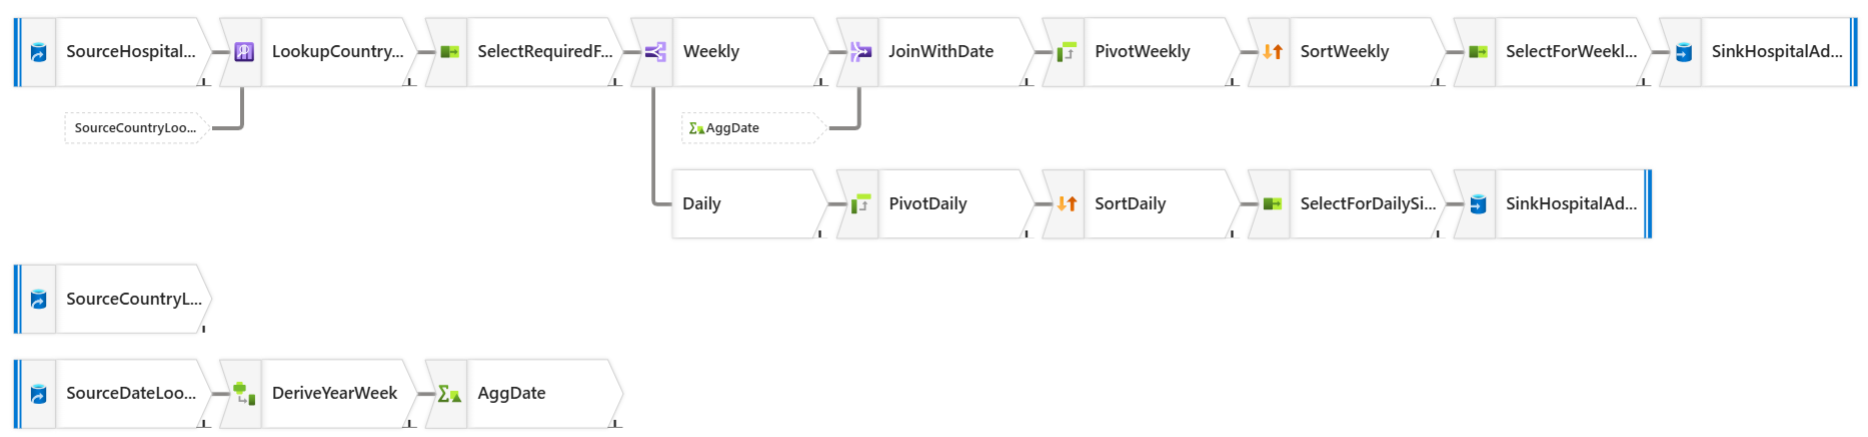 SourceHospital...
LookupCountry...
SelectRequiredF...
Weekly
JoinWithDate
PivotWeekly
SortWeekly
SelectForWeekl...
SinkHospitalAd...
SourceCountryLoo...
AggDate
Daily
PivotDaily
SortDaily
SelectForDailySi...
SinkHospitalAd...
SourceCountryL...
SourceDateLoo...
DeriveYearWeek
AggDate